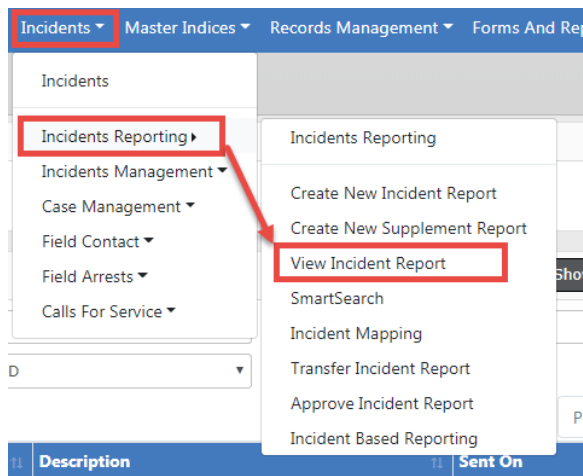 Incidents Master Indices Records Management Forms And Rep
Incidents
Incidents Reporting
Incidents Management
Case Management
Field Contact
Field Arrests
Calls For Service
Incidents Reporting
Create New Incident Report
Create New Supplement Report
View Incident Report
SmartSearch
Incident Mapping
Transfer Incident Report
Approve Incident Report
Incident Based Reporting
Sho
D
P
Description Sent On